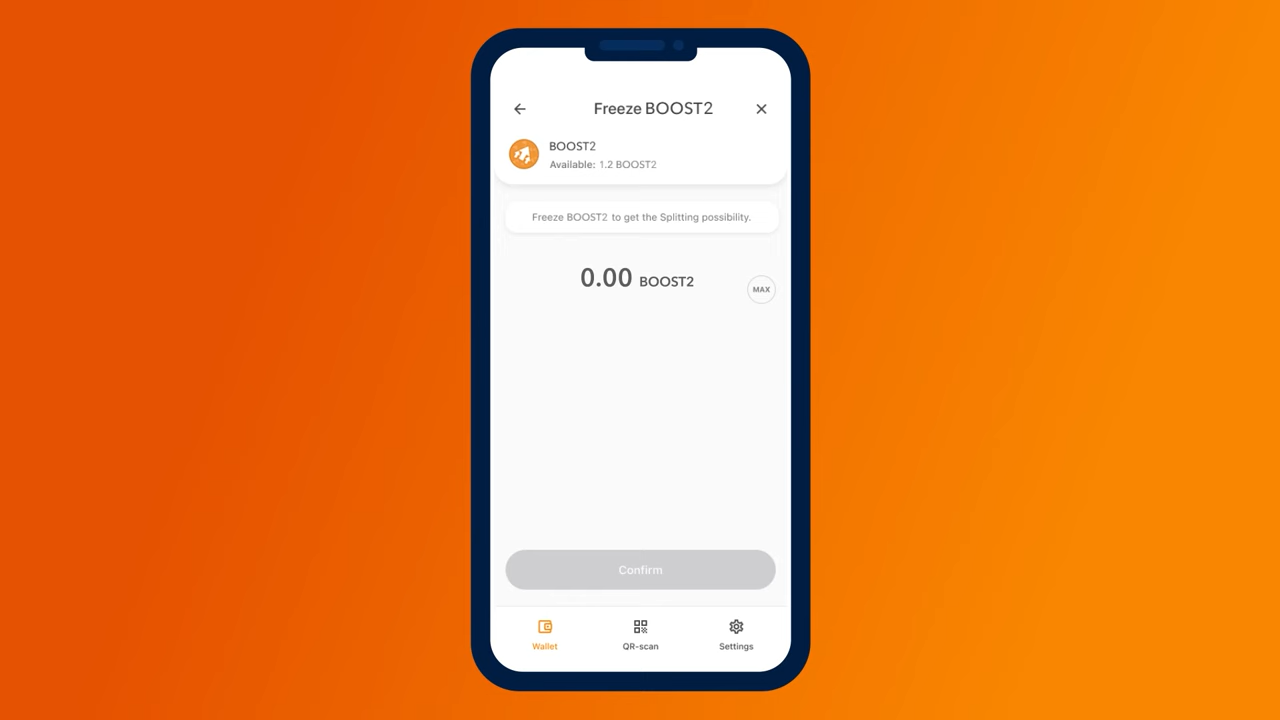 Freeze BOOST2
BOOST2
Available: 1.2 BOOST2
Freeze BOOST2 to get the Splitting possibility.
0.00 BOOST2
MAX
Confirm
Wallet
QR-scan
Settings